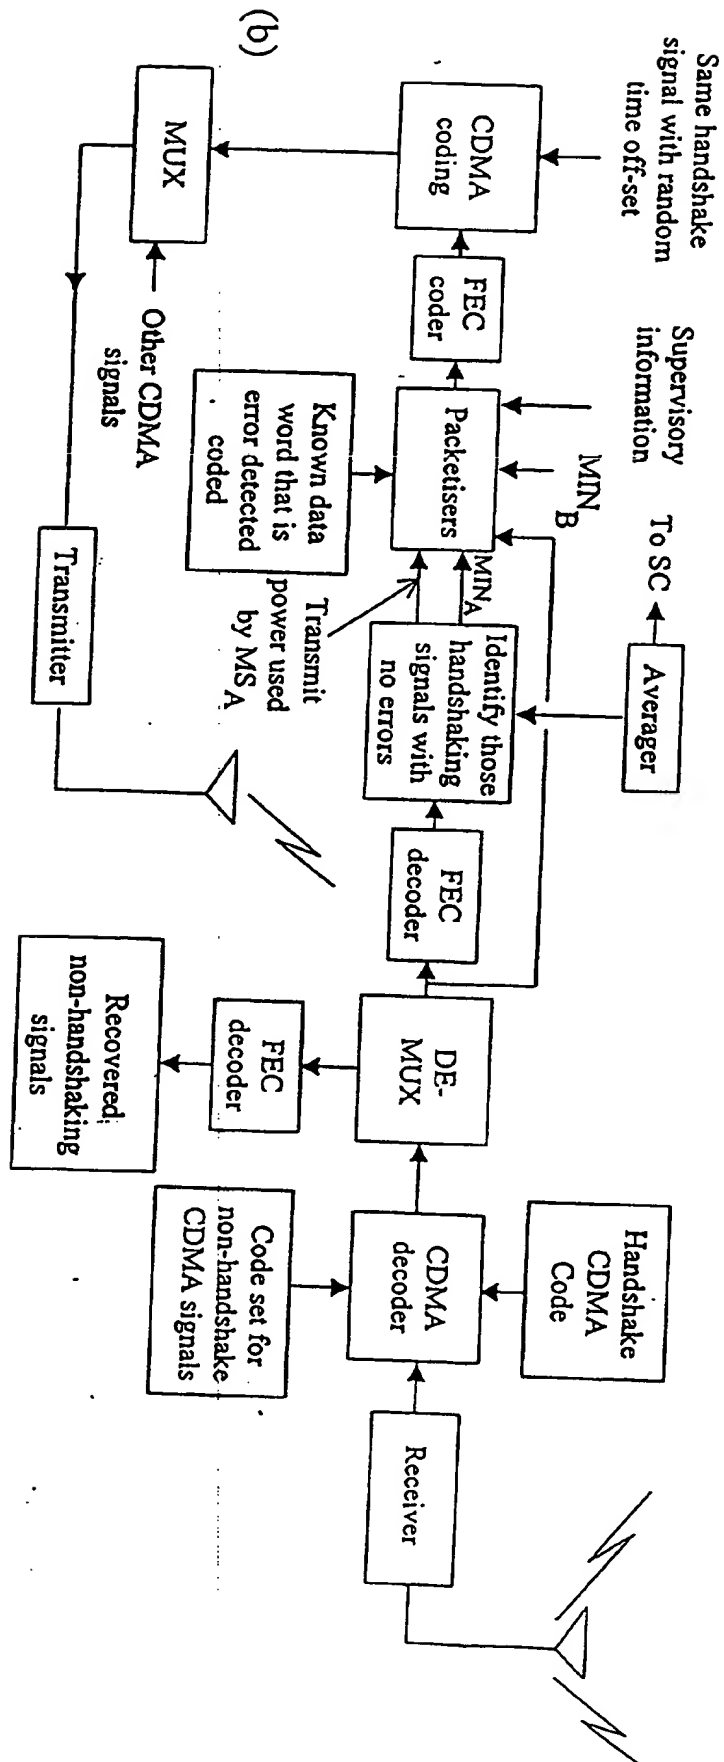 (b)
Same handshake
signal with random
time off-set
CDMA
coding
MUX
Other CDMA
signals
FEC
coder
Supervisory
information
MIN B
Packetisers
Known data
word that is
error detected
coded
To SC
Averager
MIN A
Transmit
power used
by MS A
Identify those
handshaking
signals with
no errors
FEC
decoder
Transmitter
DE-
MUX
FEC
decoder
Recovered
non-handshaking
signals
Handshake
CDMA
Code
CDMA
decoder
Code set for
non-handshake
CDMA signals
Receiver